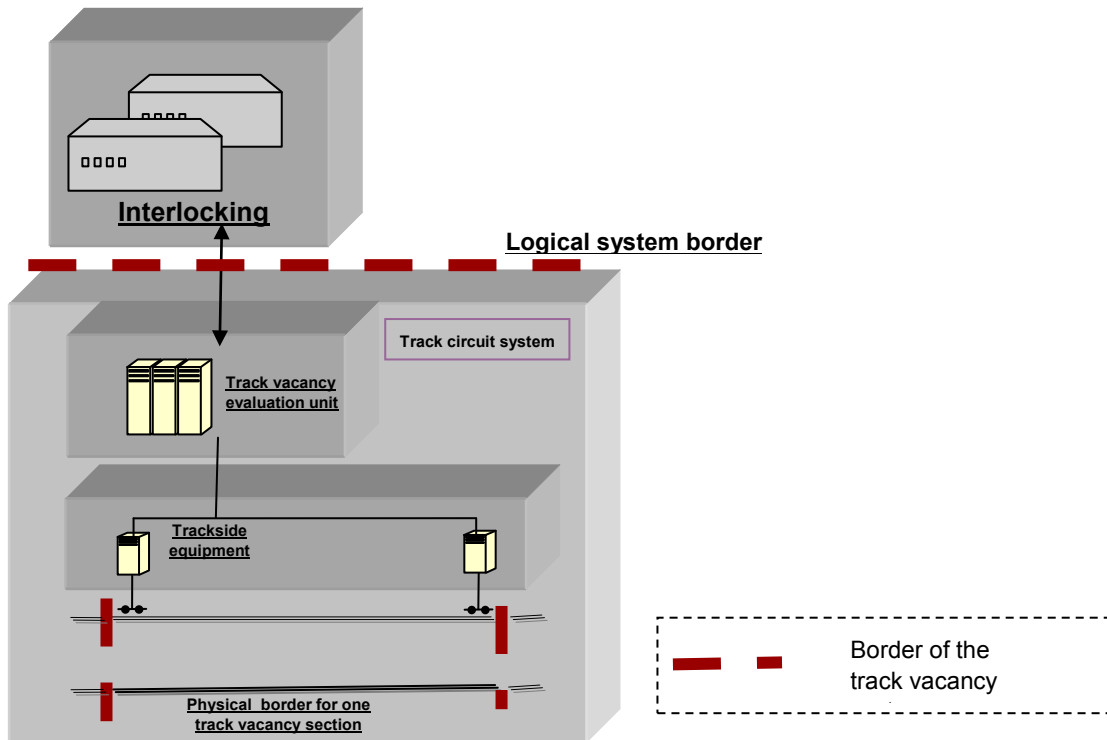 Interlocking
Logical system border
Track circuit system
Track vacancy
evaluation unit
Trackside
equipment
Physical border for one
track vacancy section
Border of the
track vacancy